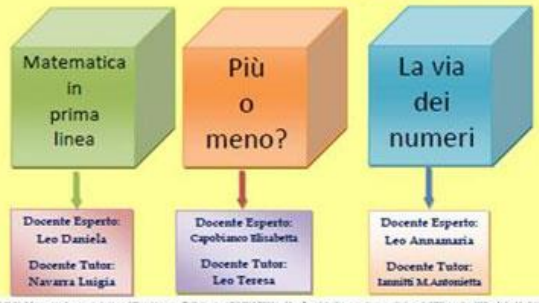 Matematica
in
prima
linea
Più
o
meno?
La via
dei
numeri
Docente Esperto:
Leo Daniela
Docente Tutor:
Navarra Luigia
Docente Esperto:
Capobianco Elisabetta
Docente Tutor:
Leo Teresa
Docente Esperto:
Leo Annamaria
Docente Tutor:
Iannitti M.Antonietta